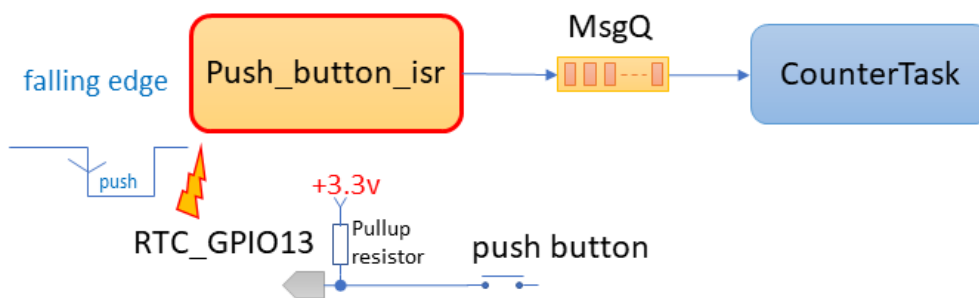 MsgQ
Push_button_isr
CounterTask
falling edge
push
+3.3v
RTC_GPIO13
Pullup
resistor
push button